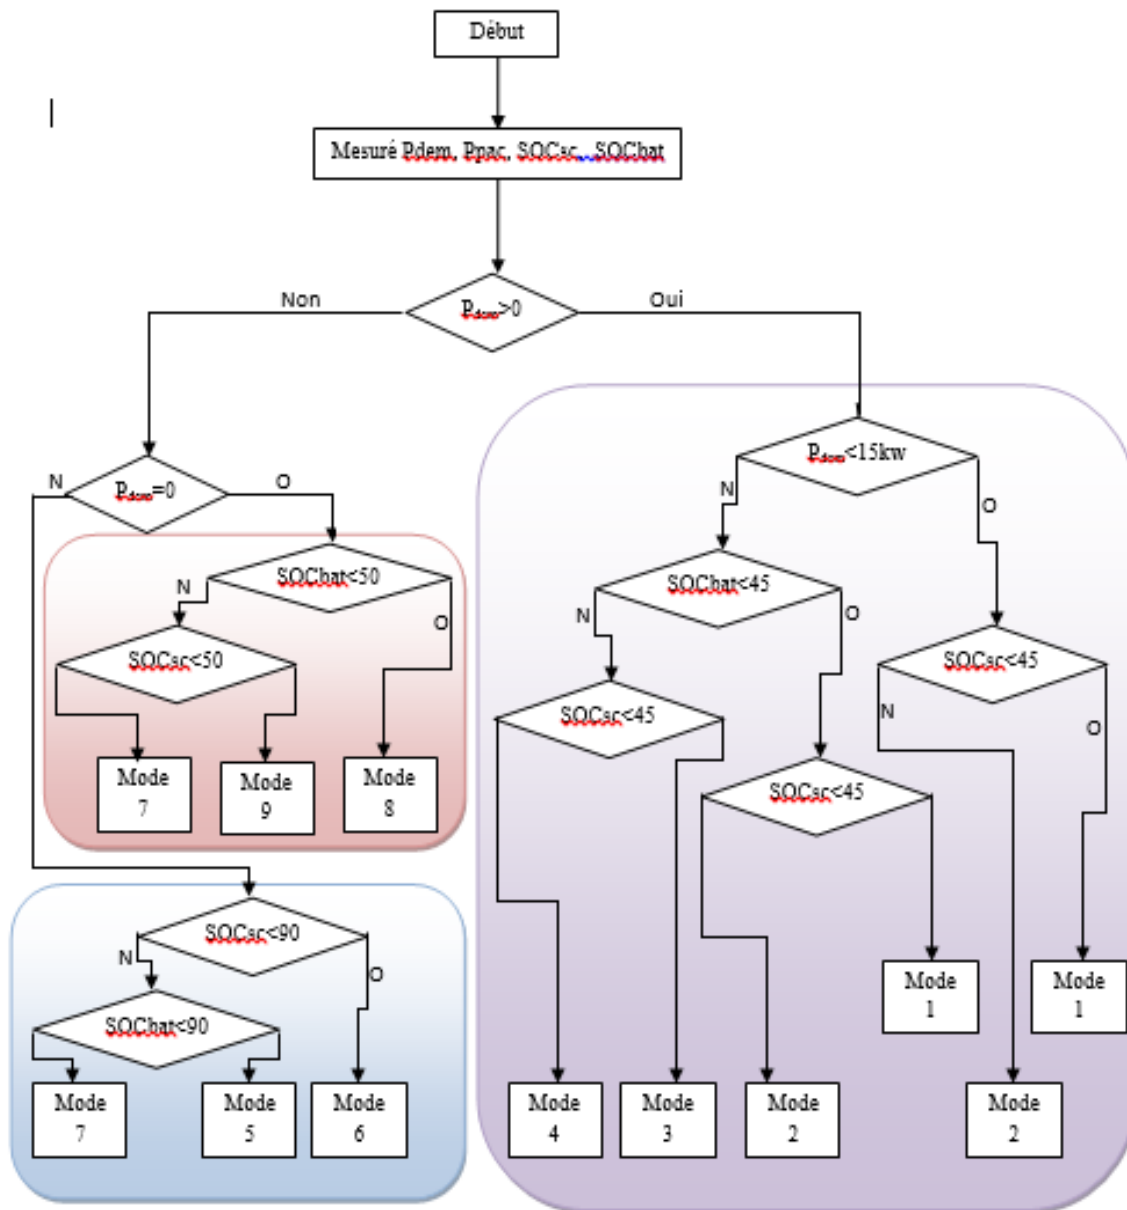 Début
Mesuré Pdem, Ppac, SOCsc, SOCbat
Non
Oui
Pdem>0
Pdem<15kw
N
O
Pdem=0
N
O
SOCbat<50
N
O
SOCbat<45
N
O
SOCsc<50
SOCsc<45
N
O
SOCsc<45
SOCsc<45
Mode
7
Mode
9
Mode
8
SOCsc<90
N
O
SOCbat<90
Mode
1
Mode
1
Mode
7
Mode
5
Mode
6
Mode
4
Mode
3
Mode
2
Mode
2